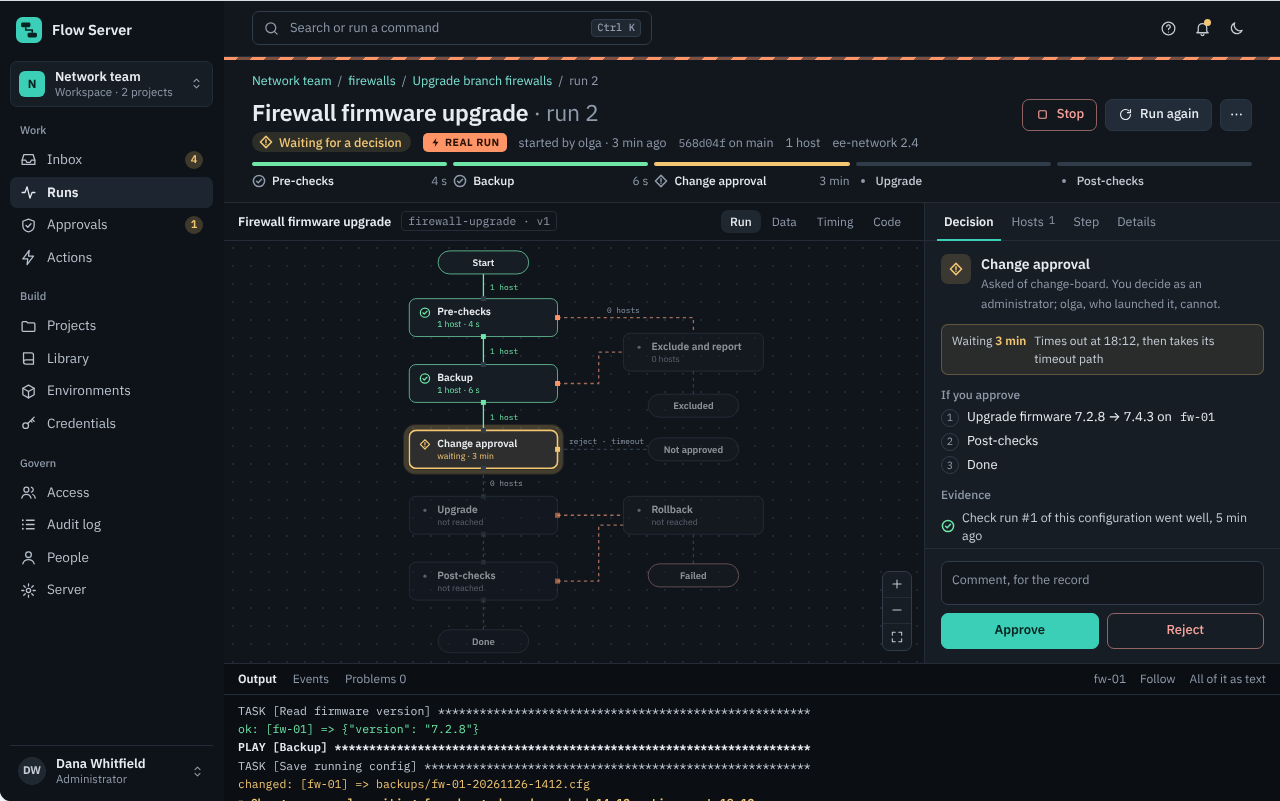 Flow Server
Search or run a command
Ctrl K
N
Network team
Workspace · 2 projects
Work
Inbox
4
Runs
Approvals
1
Actions
Build
Projects
Library
Environments
Credentials
Govern
Access
Audit log
People
Server
DW
Dana Whitfield
Administrator
Network team / firewalls / Upgrade branch firewalls / run 2
Firewall firmware upgrade · run 2
Stop
Run again
Waiting for a decision
REAL RUN
started by olga · 3 min ago
568d04f on main
1 host
ee-network 2.4
Pre-checks 4 s
Backup 6 s
Change approval 3 min
Upgrade
Post-checks
Firewall firmware upgrade
firewall-upgrade · v1
Run
Data
Timing
Code
Start
1 host
Pre-checks
1 host · 4 s
0 hosts
1 host
Exclude and report
0 hosts
Backup
1 host · 6 s
Excluded
1 host
Change approval
waiting · 3 min
reject · timeout
Not approved
0 hosts
Upgrade
not reached
Rollback
not reached
Post-checks
not reached
Failed
Done
Decision
Hosts 1
Step
Details
Change approval
Asked of change-board. You decide as an
administrator; olga, who launched it, cannot.
Waiting 3 min Times out at 18:12, then takes its
timeout path
If you approve
1 Upgrade firmware 7.2.8 → 7.4.3 on fw-01
2 Post-checks
3 Done
Evidence
Check run #1 of this configuration went well, 5 min
ago
Comment, for the record
Approve
Reject
Output
Events
Problems 0
fw-01
Follow
All of it as text
TASK [Read firmware version] ******************************************************
ok: [fw-01] => {"version": "7.2.8"}
PLAY [Backup] *********************************************************************
TASK [Save running config] ********************************************************
changed: [fw-01] => backups/fw-01-20261126-1412.cfg